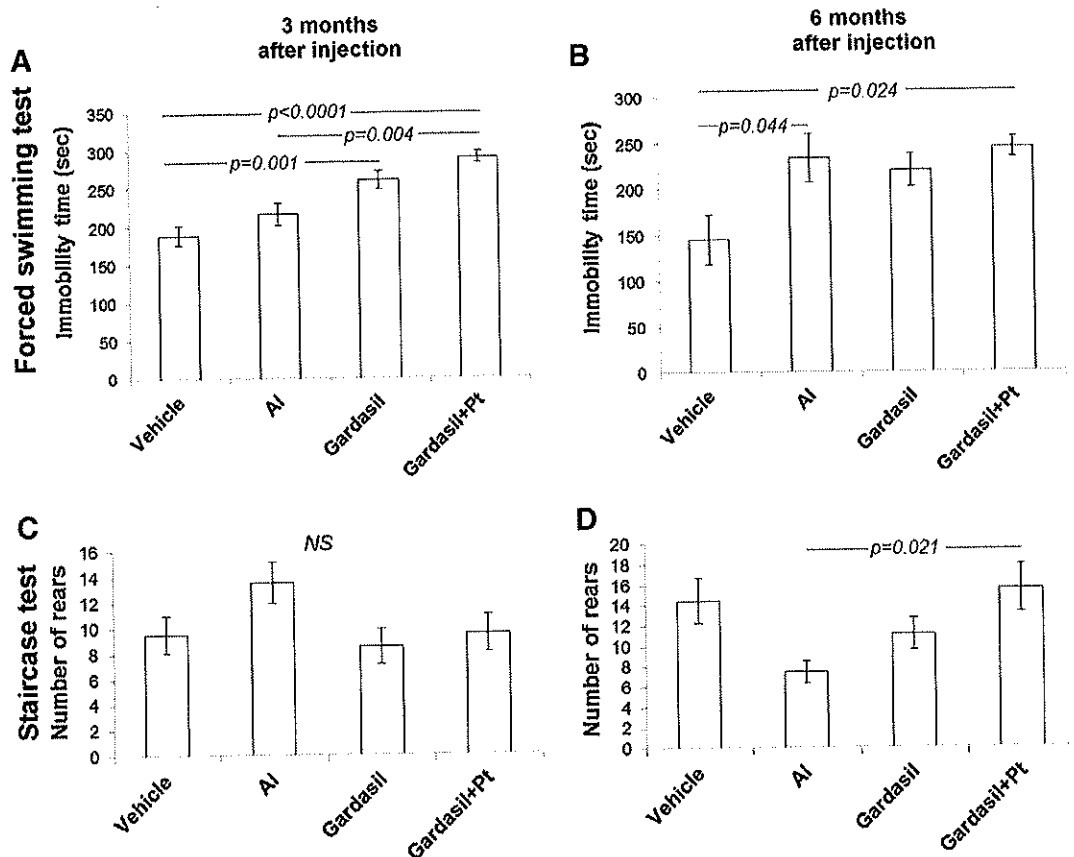 3 months
after injection
A
Forced swimming test
Immobility time (sec)
350
300
250
200
150
100
50
0
p<0.0001
p=0.004
p=0.001
Vehicle
Al
Gardasil
Gardasil+Pt
6 months
after injection
B
Immobility time (sec)
300
250
200
150
100
50
0
p=0.024
p=0.044
Vehicle
Al
Gardasil
Gardasil+Pt
C
Staircase test
Number of rears
16
14
12
10
8
6
4
2
0
NS
Vehicle
Al
Gardasil
Gardasil+Pt
D
Number of rears
20
18
16
14
12
10
8
6
4
2
0
p=0.021
Vehicle
Al
Gardasil
Gardasil+Pt